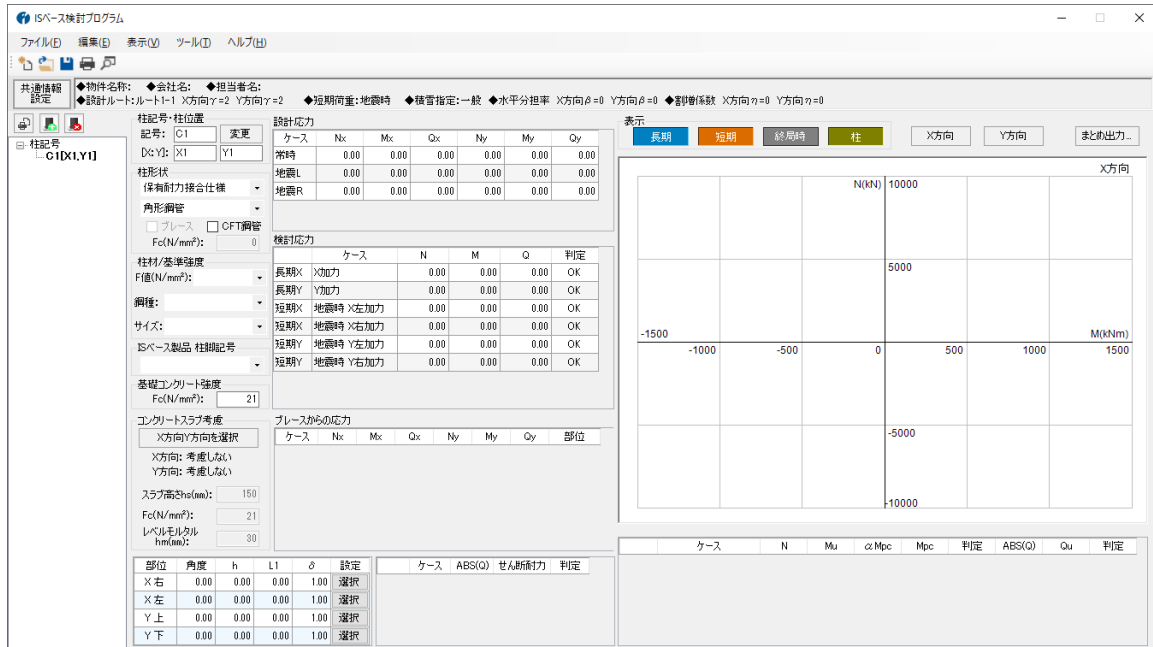 ISベース検討プログラム
ファイル(F) 編集(E) 表示(V) ツール(T) ヘルプ(H)
共通情報設定
◆物件名称: ◆会社名: ◆担当者名:
◆設計ルート:ルート1-1 X方向γ=2 Y方向γ=2 ◆短期荷重:地震時 ◆積雪指定:一般 ◆水平分担率 X方向β=0 Y方向β=0 ◆割増係数 X方向η=0 Y方向η=0
柱記号
C1[X1,Y1]
柱記号・柱位置
記号: C1 変更
[X:Y]: X1 Y1
柱形状
保有耐力接合仕様
角形鋼管
ブレース CFT鋼管
Fc(N/mm²): 0
柱材/基準強度
F値(N/mm²):
鋼種:
サイズ:
ISベース製品 柱脚記号
基礎コンクリート強度
Fc(N/mm²): 21
コンクリートスラブ考慮
X方向Y方向を選択
X方向: 考慮しない
Y方向: 考慮しない
スラブ高さhs(mm): 150
Fc(N/mm²): 21
レベルモルタル
hm(mm): 30
設計応力
ケース Nx Mx Qx Ny My Qy
常時 0.00 0.00 0.00 0.00 0.00 0.00
地震L 0.00 0.00 0.00 0.00 0.00 0.00
地震R 0.00 0.00 0.00 0.00 0.00 0.00
検討応力
ケース N M Q 判定
長期X X加力 0.00 0.00 0.00 OK
長期Y Y加力 0.00 0.00 0.00 OK
短期X 地震時 X左加力 0.00 0.00 0.00 OK
短期X 地震時 X右加力 0.00 0.00 0.00 OK
短期Y 地震時 Y左加力 0.00 0.00 0.00 OK
短期Y 地震時 Y右加力 0.00 0.00 0.00 OK
ブレースからの応力
ケース Nx Mx Qx Ny My Qy 部位
部位 角度 h L1 δ 設定
X 右 0.00 0.00 0.00 1.00 選択
X 左 0.00 0.00 0.00 1.00 選択
Y 上 0.00 0.00 0.00 1.00 選択
Y 下 0.00 0.00 0.00 1.00 選択
ケース ABS(Q) せん断耐力 判定
表示
長期 短期 終局時 柱 X方向 Y方向 まとめ出力...
X方向
N(kN) 10000
5000
-1500 M(kNm)
-1000 -500 0 500 1000 1500
-5000
-10000
ケース N Mu αMpc Mpc 判定 ABS(Q) Qu 判定